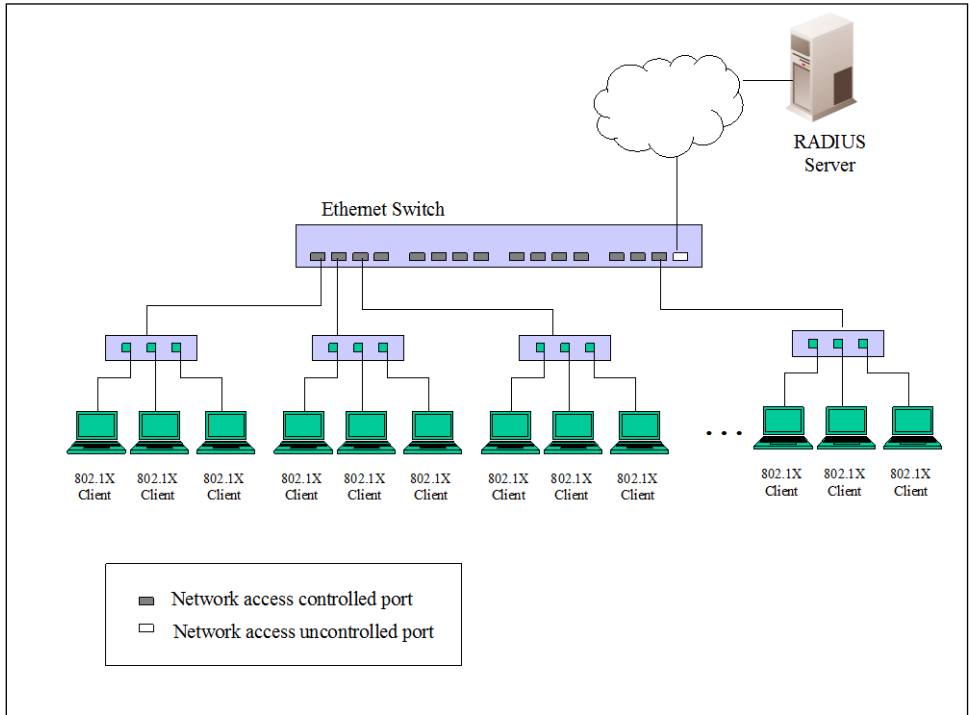 RADIUS
Server
Ethernet Switch
802.1X
Client
802.1X
Client
802.1X
Client
802.1X
Client
802.1X
Client
802.1X
Client
802.1X
Client
802.1X
Client
802.1X
Client
...
802.1X
Client
802.1X
Client
802.1X
Client
Network access controlled port
Network access uncontrolled port